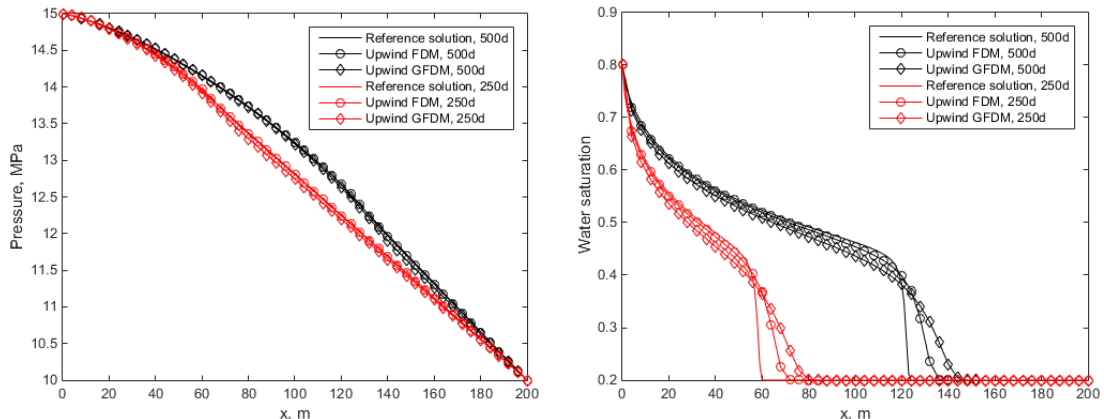 15
14.5
14
13.5
13
12.5
12
11.5
11
10.5
10
Pressure, MPa
0 20 40 60 80 100 120 140 160 180 200
x, m
Reference solution, 500d
Upwind FDM, 500d
Upwind GFDM, 500d
Reference solution, 250d
Upwind FDM, 250d
Upwind GFDM, 250d
0.9
0.8
0.7
0.6
0.5
0.4
0.3
0.2
Water saturation
0 20 40 60 80 100 120 140 160 180 200
x, m
Reference solution, 500d
Upwind FDM, 500d
Upwind GFDM, 500d
Reference solution, 250d
Upwind FDM, 250d
Upwind GFDM, 250d